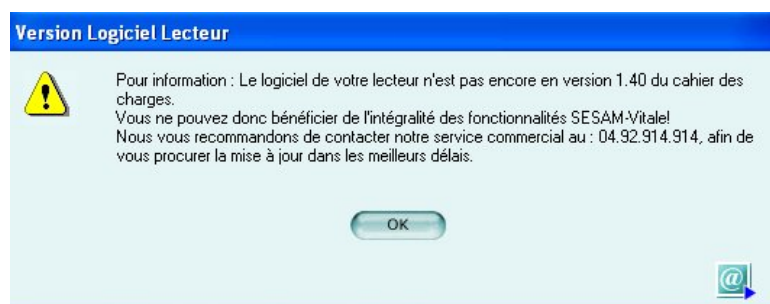 Version Logiciel Lecteur
Pour information : Le logiciel de votre lecteur n'est pas encore en version 1.40 du cahier des
charges.
Vous ne pouvez donc bénéficier de l'intégralité des fonctionnalités SESAM-Vitale!
Nous vous recommandons de contacter notre service commercial au : 04.92.914.914, afin de
vous procurer la mise à jour dans les meilleurs délais.
OK
@